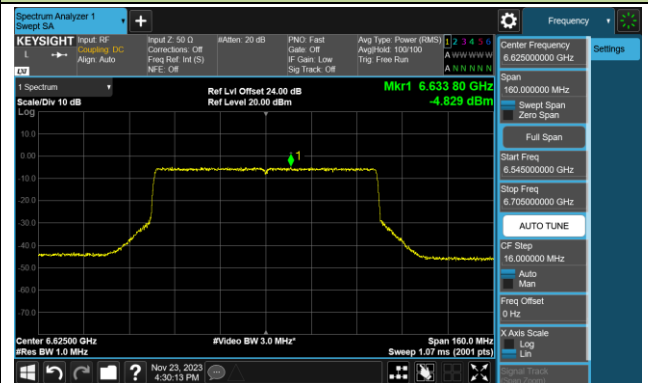 Spectrum Analyzer 1
Swept SA
Frequency
KEYSIGHT
L
LXI
Input: RF
Coupling: DC
Align: Auto
Input Z: 50 Ω
Corrections: Off
Freq Ref: Int (S)
NFE: Off
#Atten: 20 dB
PNO: Fast
Gate: Off
IF Gain: Low
Sig Track: Off
Avg Type: Power (RMS)
Avg|Hold: 100/100
Trig: Free Run
1 2 3 4 5 6
A W W W W W
A N N N N N
1 Spectrum
Scale/Div 10 dB
Log
Ref Lvl Offset 24.00 dB
Ref Level 20.00 dBm
Mkr1 6.633 80 GHz
-4.829 dBm
1
10.0
0.00
-10.0
-20.0
-30.0
-40.0
-50.0
-60.0
-70.0
Center 6.62500 GHz
#Res BW 1.0 MHz
#Video BW 3.0 MHz*
Span 160.0 MHz
Sweep 1.07 ms (2001 pts)
Nov 23, 2023
4:30:13 PM
Center Frequency
6.625000000 GHz
Settings
Span
160.000000 MHz
Swept Span
Zero Span
Full Span
Start Freq
6.545000000 GHz
Stop Freq
6.705000000 GHz
AUTO TUNE
CF Step
16.000000 MHz
Auto
Man
Freq Offset
0 Hz
X Axis Scale
Log
Lin
Signal Track
(Span Zoom)